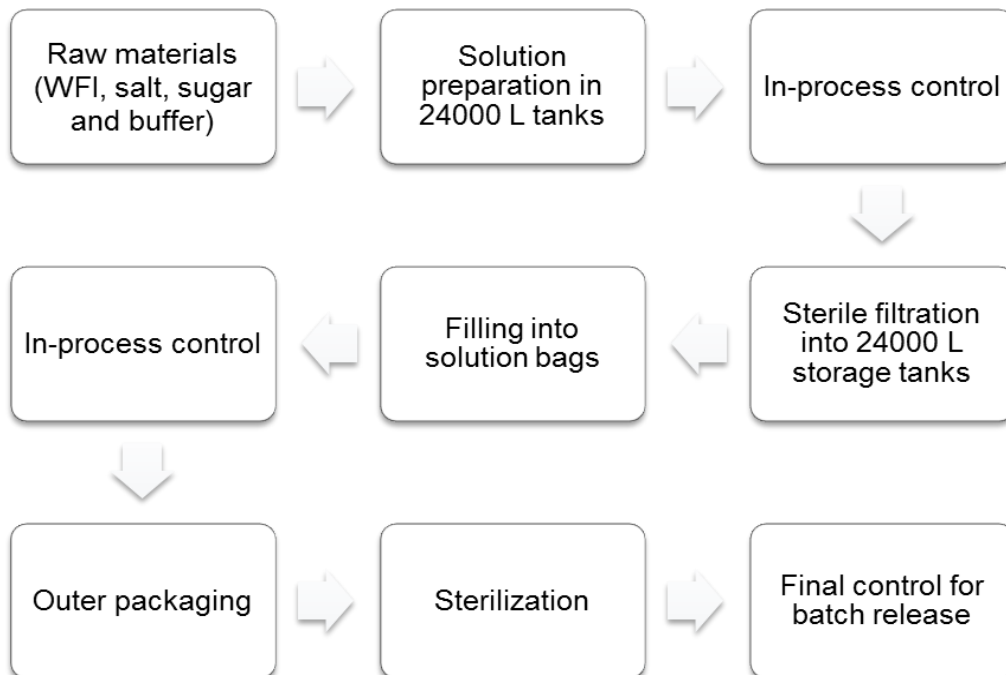 Raw materials
(WFI, salt, sugar
and buffer)
Solution
preparation in
24000 L tanks
In-process control
Sterile filtration
into 24000 L
storage tanks
Filling into
solution bags
In-process control
Outer packaging
Sterilization
Final control for
batch release